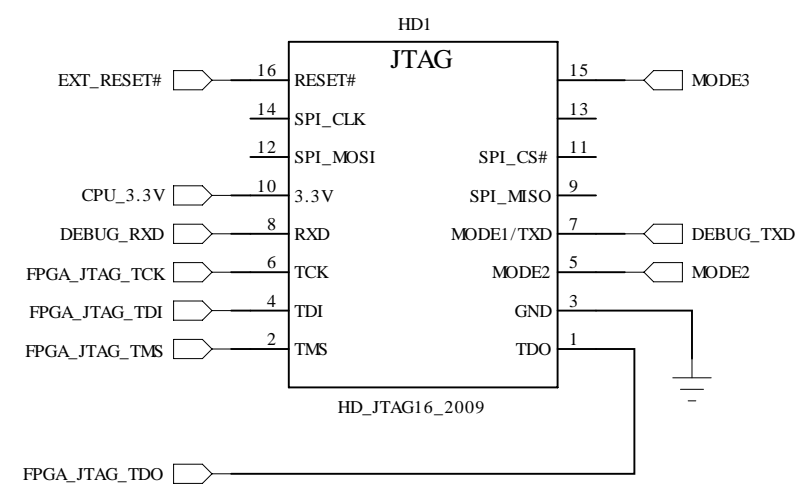 HD1
JTAG
EXT_RESET# 16 RESET# 15 MODE3
14 SPI_CLK 13
12 SPI_MOSI SPI_CS# 11
CPU_3.3V 10 3.3V SPI_MISO 9
DEBUG_RXD 8 RXD MODE1/TXD 7 DEBUG_TXD
FPGA_JTAG_TCK 6 TCK MODE2 5 MODE2
FPGA_JTAG_TDI 4 TDI GND 3
FPGA_JTAG_TMS 2 TMS TDO 1
HD_JTAG16_2009
FPGA_JTAG_TDO